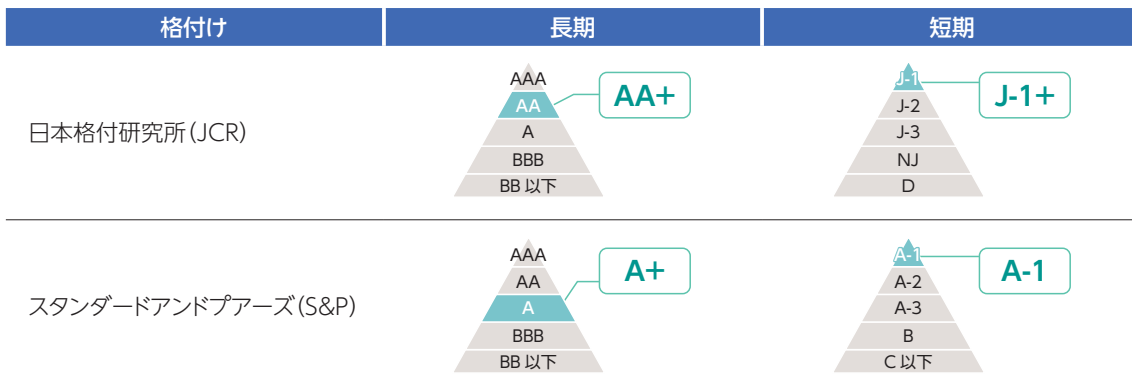 格付け 長期 短期
日本格付研究所(JCR)
AAA
AA
A
BBB
BB 以下
AA+
J-1
J-2
J-3
NJ
D
J-1+
スタンダードアンドプアーズ(S&P)
AAA
AA
A
BBB
BB 以下
A+
A-1
A-2
A-3
B
C 以下
A-1